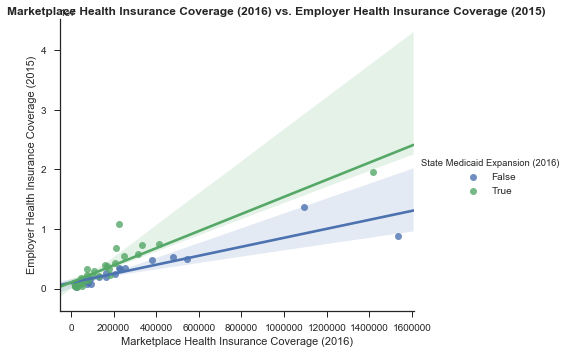 Marketplace Health Insurance Coverage (2016) vs. Employer Health Insurance Coverage (2015)
4
3
2
1
0
Employer Health Insurance Coverage (2015)
0 200000 400000 600000 800000 1000000 1200000 1400000 1600000
Marketplace Health Insurance Coverage (2016)
State Medicaid Expansion (2016)
False
True